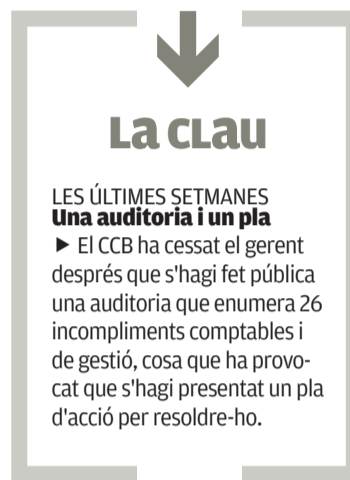 La clau
LES ÚLTIMES SETMANES
Una auditoria i un pla
▶ El CCB ha cessat el gerent
després que s'hagi fet pública
una auditoria que enumera 26
incompliments comptables i
de gestió, cosa que ha provo-
cat que s'hagi presentat un pla
d'acció per resoldre-ho.